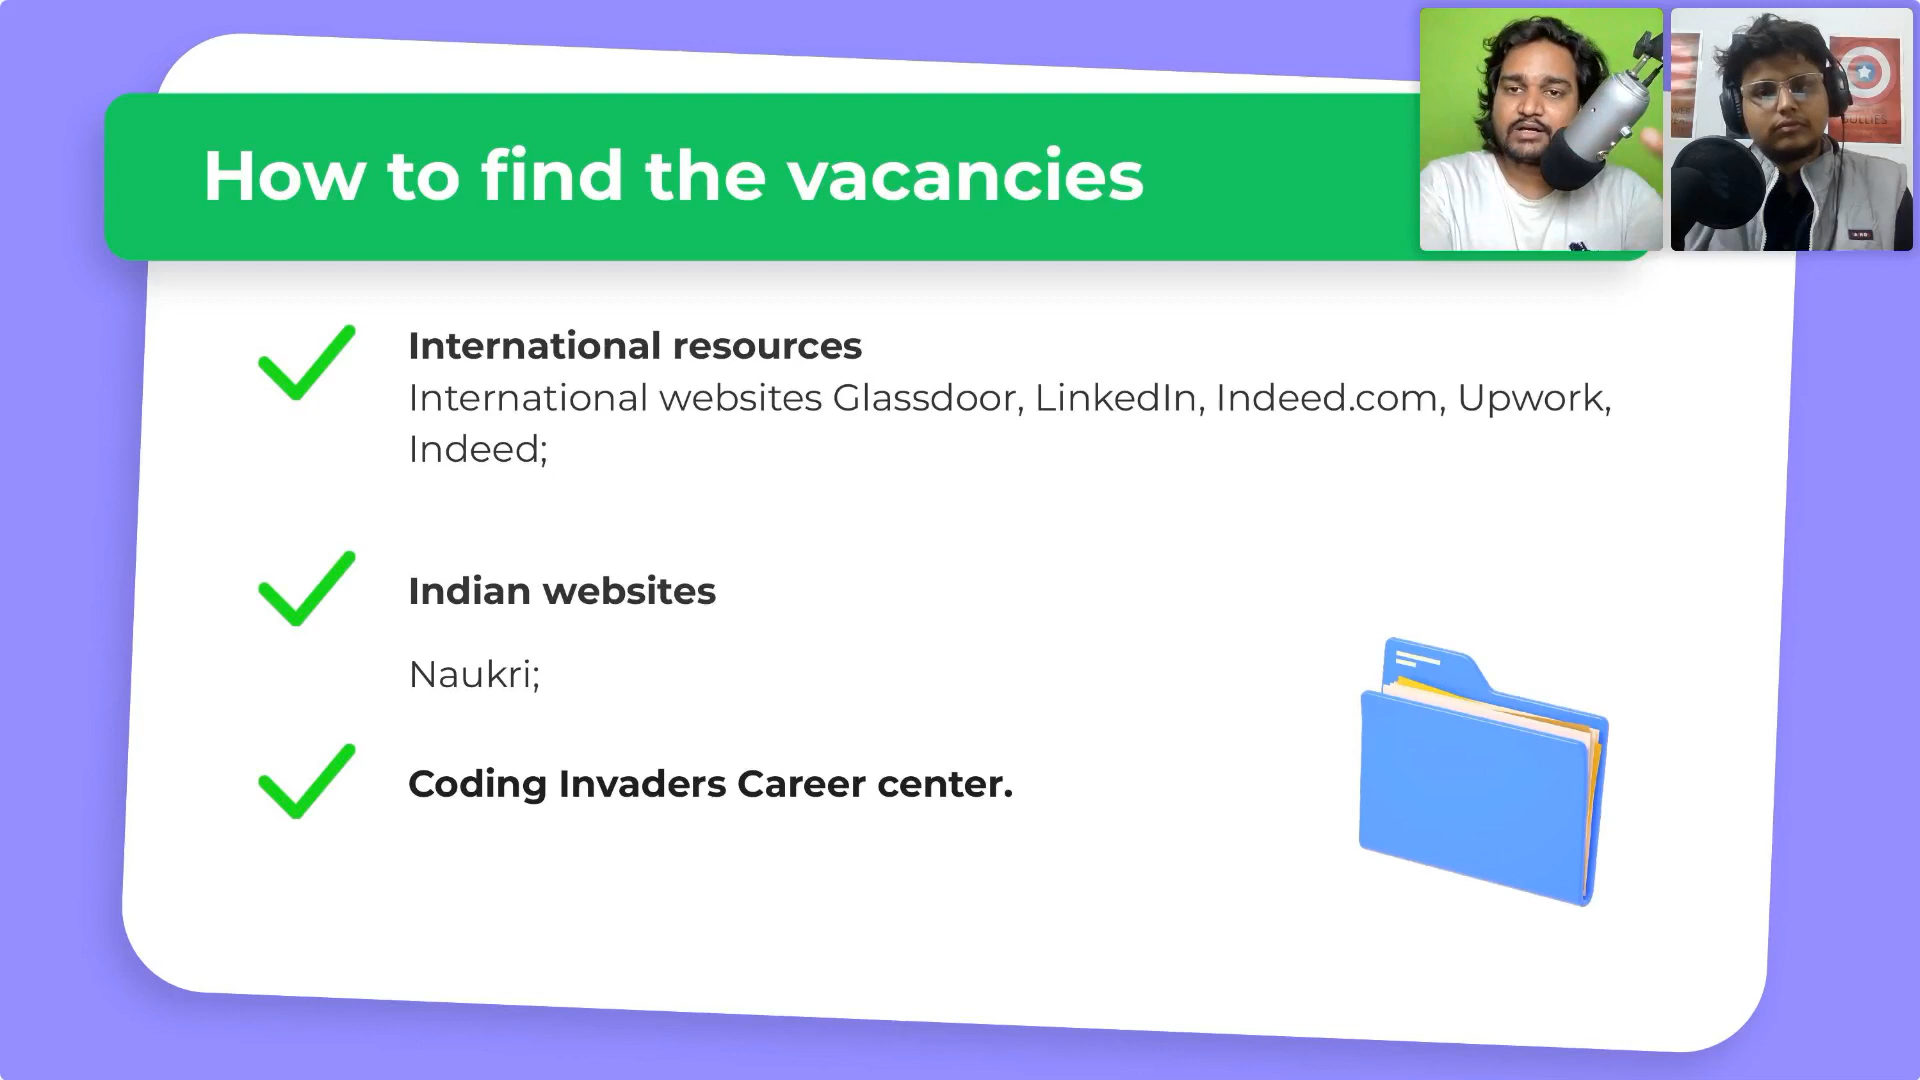 How to find the vacancies
International resources
International websites Glassdoor, LinkedIn, Indeed.com, Upwork,
Indeed;
Indian websites
Naukri;
Coding Invaders Career center.